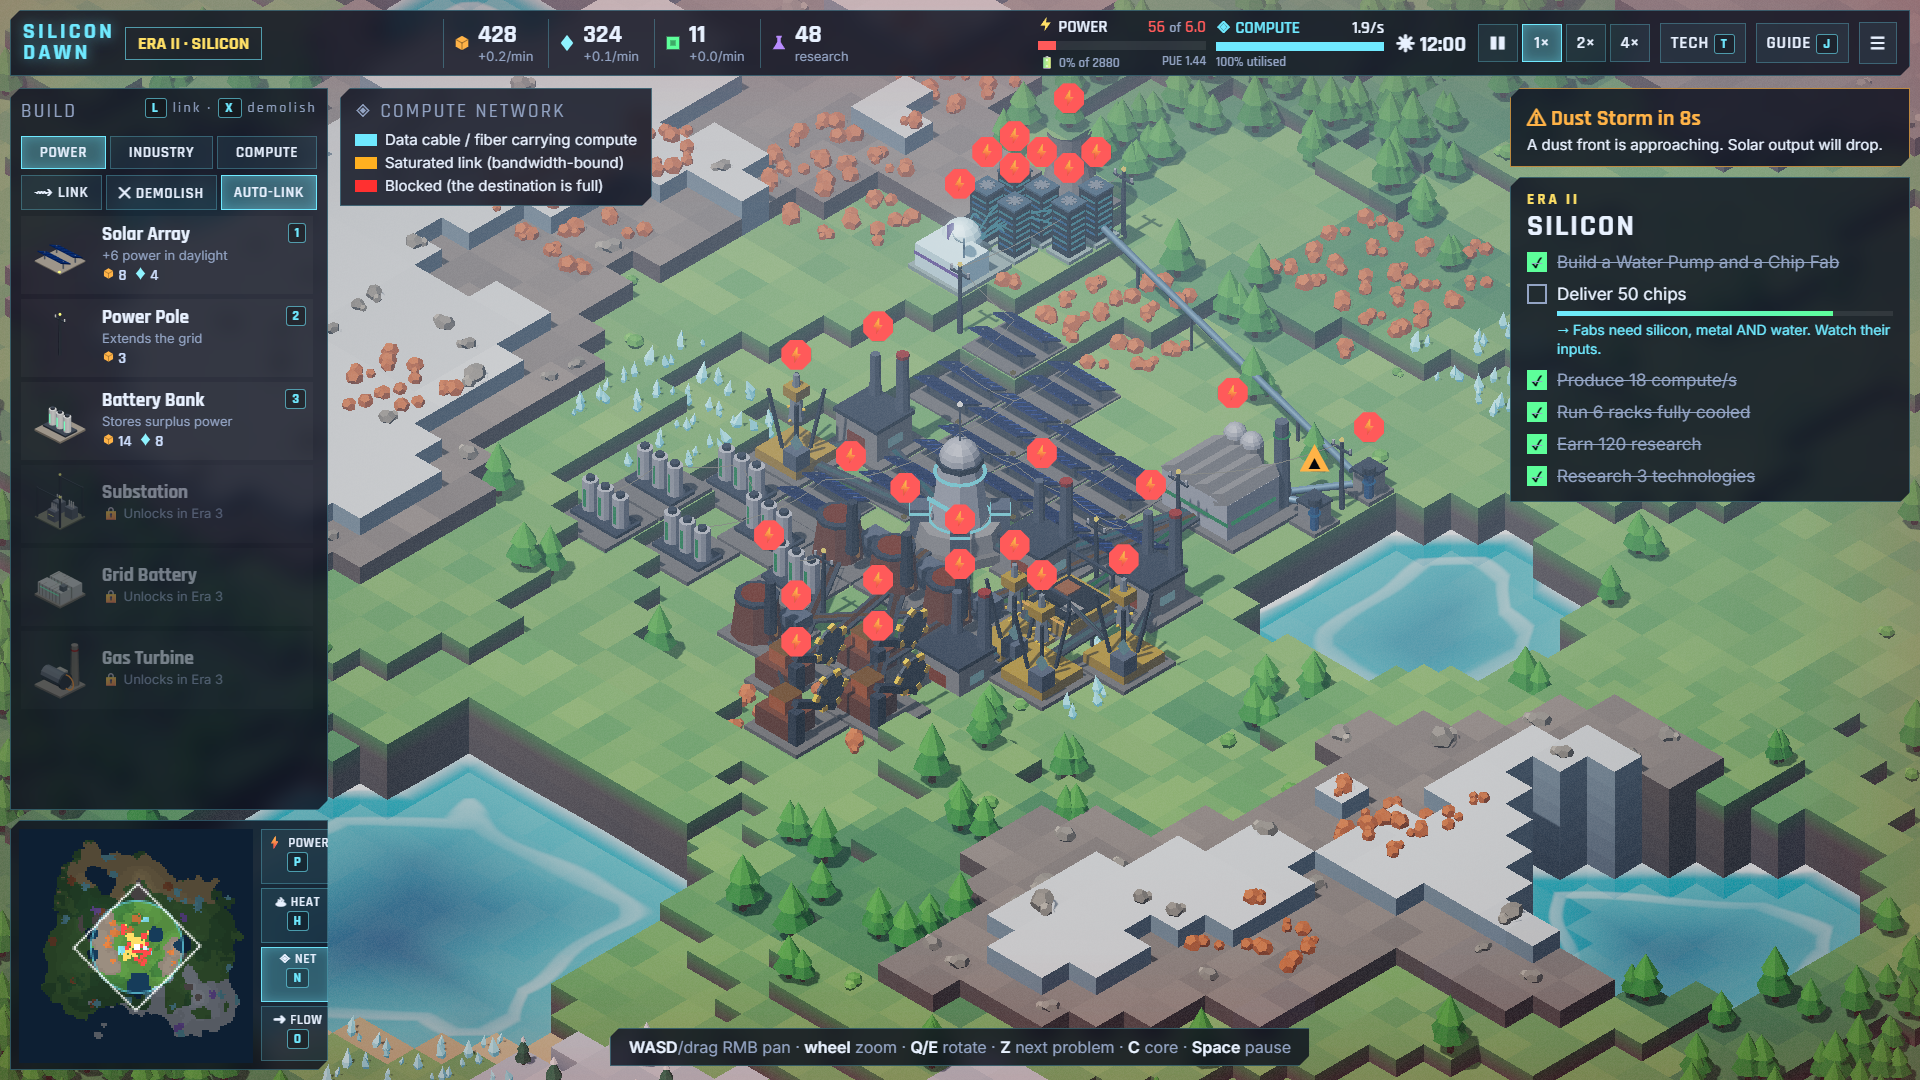 SILICON DAWN
ERA II · SILICON
428
+0.2/min
324
+0.1/min
11
+0.0/min
48
research
POWER 56 of 6.0
0% of 2880 PUE 1.44
COMPUTE 1.9/s
100% utilised
12:00
1×
2×
4×
TECH T
GUIDE J
BUILD
L link · X demolish
POWER
INDUSTRY
COMPUTE
LINK
DEMOLISH
AUTO-LINK
Solar Array 1
+6 power in daylight
8 4
Power Pole 2
Extends the grid
3
Battery Bank 3
Stores surplus power
14 8
Substation
Unlocks in Era 3
Grid Battery
Unlocks in Era 3
Gas Turbine
Unlocks in Era 3
COMPUTE NETWORK
Data cable / fiber carrying compute
Saturated link (bandwidth-bound)
Blocked (the destination is full)
Dust Storm in 8s
A dust front is approaching. Solar output will drop.
ERA II
SILICON
Build a Water Pump and a Chip Fab
Deliver 50 chips
→ Fabs need silicon, metal AND water. Watch their
inputs.
Produce 18 compute/s
Run 6 racks fully cooled
Earn 120 research
Research 3 technologies
POWER
P
HEAT
H
NET
N
FLOW
O
WASD/drag RMB pan · wheel zoom · Q/E rotate · Z next problem · C core · Space pause